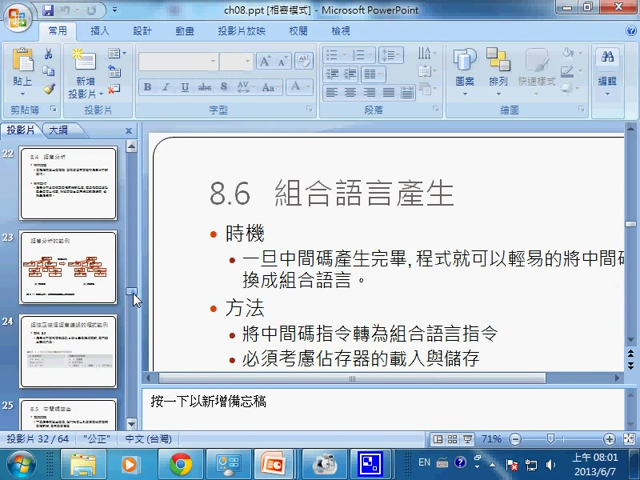 ch08.ppt [相容模式] - Microsoft PowerPoint
常用 插入 設計 動畫 投影片放映 校閱 檢視
貼上 新增 投影片 圖案 排列 快速樣式 編輯
剪貼簿 投影片 字型 段落 繪圖
投影片 大綱
22
8.4 語意分析
23
24
25
8.6 組合語言產生
時機
一旦中間碼產生完畢,程式就可以輕易的將中間碼
換成組合語言。
方法
將中間碼指令轉為組合語言指令
必須考慮佔存器的載入與儲存
按一下以新增備忘稿
投影片 32 / 64 "公正" 中文 (台灣) 71%
EN 上午 08:01
2013/6/7